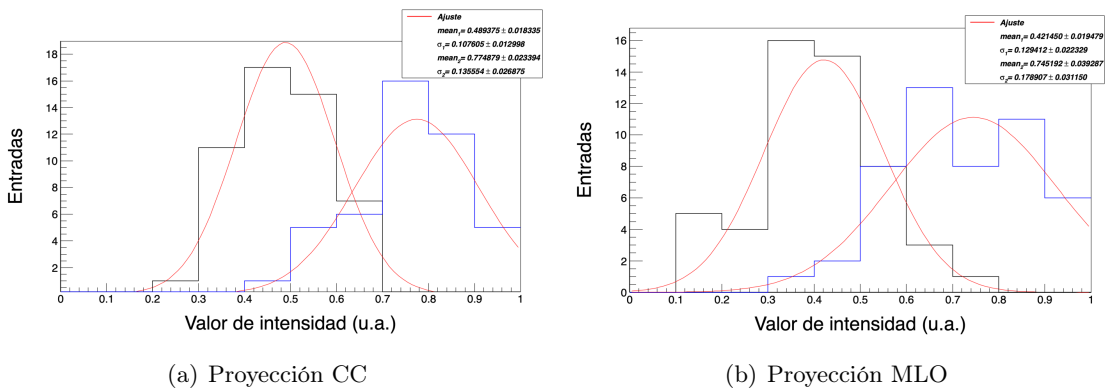 Ajuste
mean₁= 0.489375 ± 0.018335
σ₁= 0.107605 ± 0.012998
mean₂= 0.774879 ± 0.023394
σ₂= 0.135554 ± 0.026875
18
16
14
12
10
8
6
4
2
Entradas
0 0.1 0.2 0.3 0.4 0.5 0.6 0.7 0.8 0.9 1
Valor de intensidad (u.a.)
(a) Proyección CC
Ajuste
mean₁= 0.421450 ± 0.019479
σ₁= 0.129412 ± 0.022329
mean₂= 0.745192 ± 0.039287
σ₂= 0.178907 ± 0.031150
16
14
12
10
8
6
4
2
0
Entradas
0 0.1 0.2 0.3 0.4 0.5 0.6 0.7 0.8 0.9 1
Valor de intensidad (u.a.)
(b) Proyección MLO